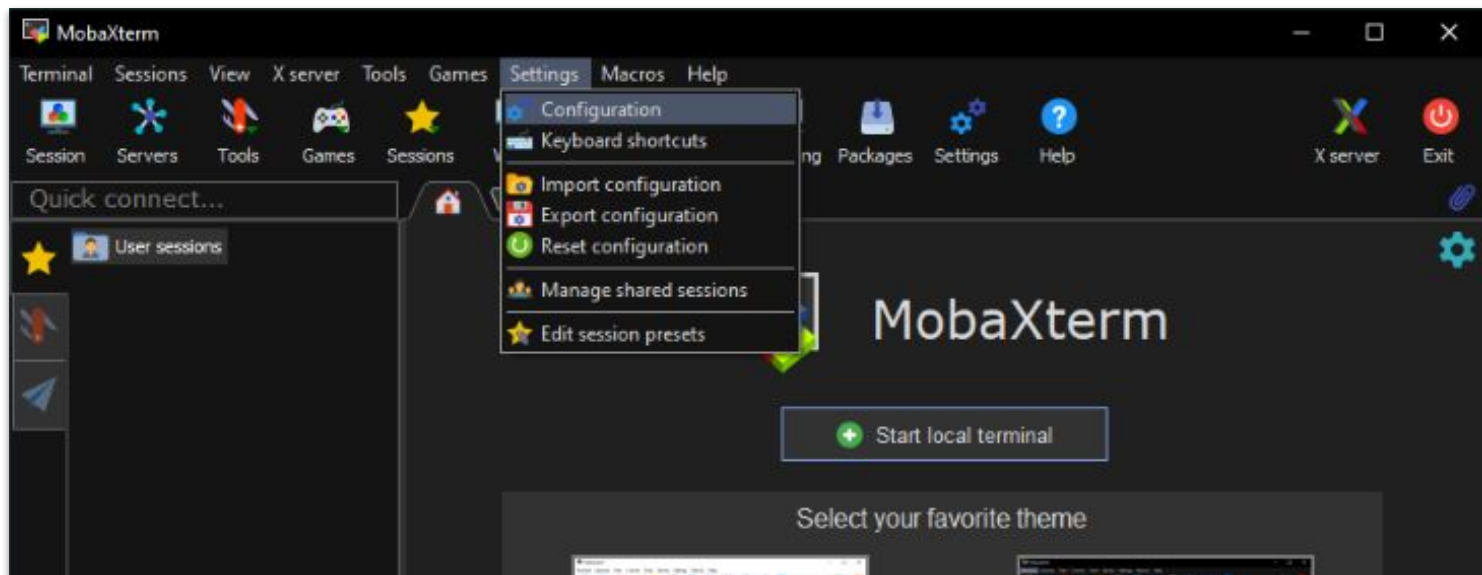 MobaXterm
Terminal Sessions View X server Tools Games Settings Macros Help
Session Servers Tools Games Sessions Packages Settings Help X server Exit
Quick connect...
User sessions
Configuration
Keyboard shortcuts
Import configuration
Export configuration
Reset configuration
Manage shared sessions
Edit session presets
MobaXterm
Start local terminal
Select your favorite theme